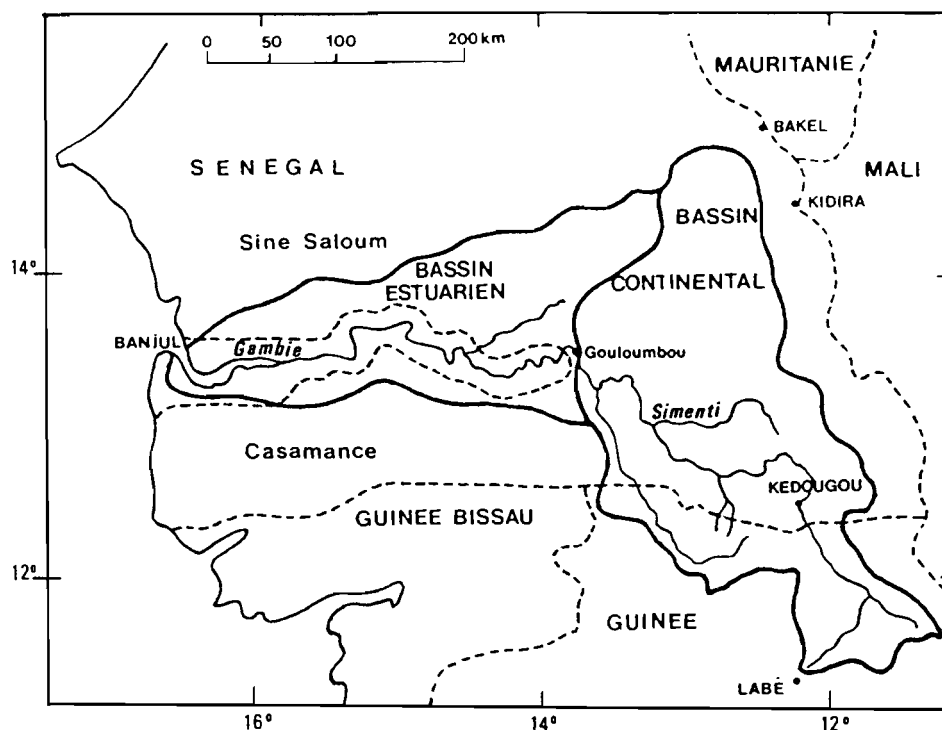 0 50 100 200 km
MAURITANIE
BAKEL
SENEGAL
MALI
KIDIRA
BASSIN
Sine Saloum
14°
BASSIN
ESTUARIEN
CONTINENTAL
BANJUL
Gambie
Gouloumbou
Simenti
Casamance
KEDOUGOU
GUINEE BISSAU
12°
GUINEE
LABÉ
16° 14° 12°